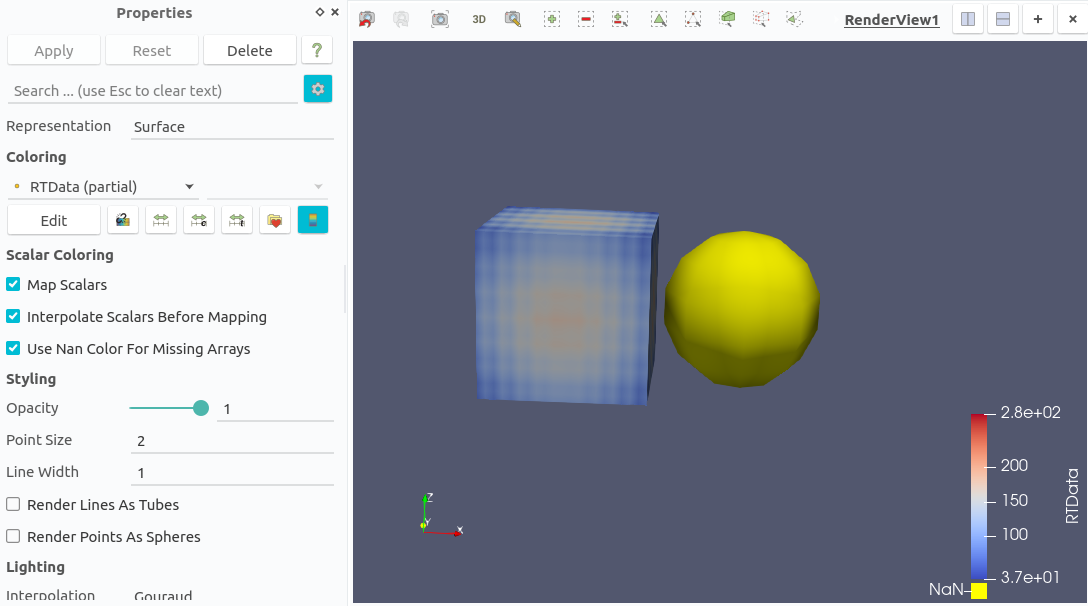 Properties
Apply Reset Delete ?
Search ... (use Esc to clear text)
Representation Surface
Coloring
RTData (partial)
Edit
Scalar Coloring
Map Scalars
Interpolate Scalars Before Mapping
Use Nan Color For Missing Arrays
Styling
Opacity 1
Point Size 2
Line Width 1
Render Lines As Tubes
Render Points As Spheres
Lighting
Interpolation Gouraud
3D RenderView1
Z
Y
X
2.8e+02
200
150
100
3.7e+01
RTData
NaN